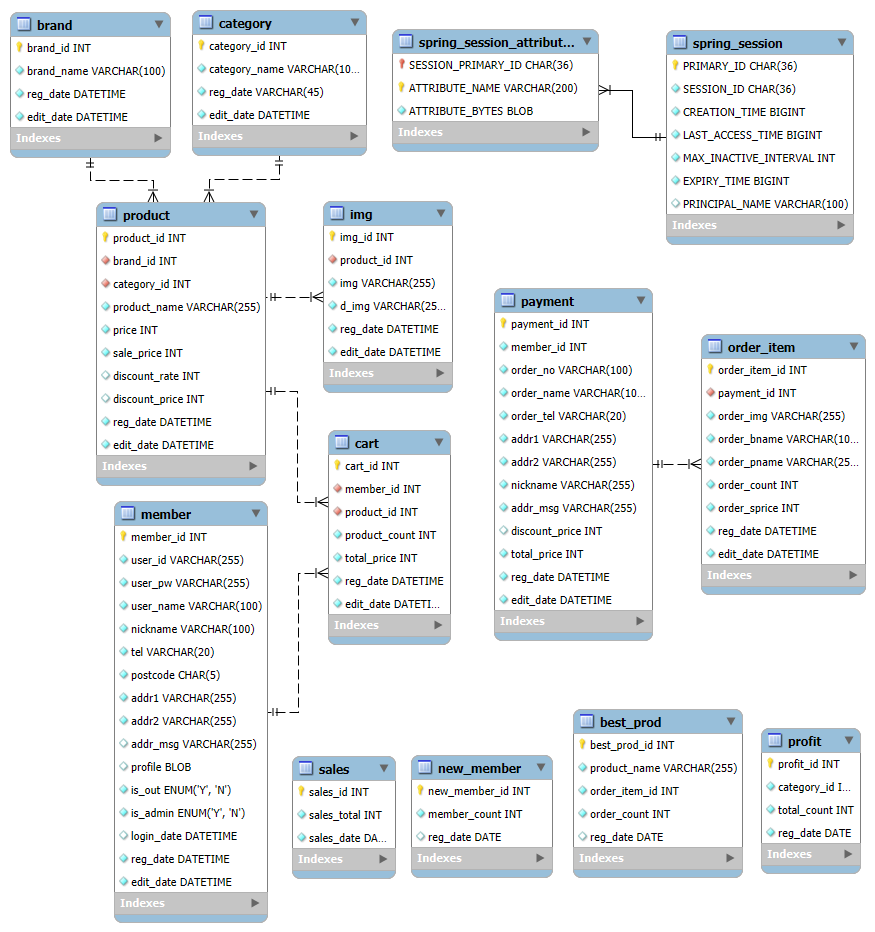 brand
brand_id INT
brand_name VARCHAR(100)
reg_date DATETIME
edit_date DATETIME
Indexes
category
category_id INT
category_name VARCHAR(10...
reg_date VARCHAR(45)
edit_date DATETIME
Indexes
spring_session_attribut...
SESSION_PRIMARY_ID CHAR(36)
ATTRIBUTE_NAME VARCHAR(200)
ATTRIBUTE_BYTES BLOB
Indexes
spring_session
PRIMARY_ID CHAR(36)
SESSION_ID CHAR(36)
CREATION_TIME BIGINT
LAST_ACCESS_TIME BIGINT
MAX_INACTIVE_INTERVAL INT
EXPIRY_TIME BIGINT
PRINCIPAL_NAME VARCHAR(100)
Indexes
product
product_id INT
brand_id INT
category_id INT
product_name VARCHAR(255)
price INT
sale_price INT
discount_rate INT
discount_price INT
reg_date DATETIME
edit_date DATETIME
Indexes
img
img_id INT
product_id INT
img VARCHAR(255)
d_img VARCHAR(25...
reg_date DATETIME
edit_date DATETIME
Indexes
payment
payment_id INT
member_id INT
order_no VARCHAR(100)
order_name VARCHAR(10...
order_tel VARCHAR(20)
addr1 VARCHAR(255)
addr2 VARCHAR(255)
nickname VARCHAR(255)
addr_msg VARCHAR(255)
discount_price INT
total_price INT
reg_date DATETIME
edit_date DATETIME
Indexes
order_item
order_item_id INT
payment_id INT
order_img VARCHAR(255)
order_bname VARCHAR(10...
order_pname VARCHAR(25...
order_count INT
order_sprice INT
reg_date DATETIME
edit_date DATETIME
Indexes
cart
cart_id INT
member_id INT
product_id INT
product_count INT
total_price INT
reg_date DATETIME
edit_date DATETI...
Indexes
member
member_id INT
user_id VARCHAR(255)
user_pw VARCHAR(255)
user_name VARCHAR(100)
nickname VARCHAR(100)
tel VARCHAR(20)
postcode CHAR(5)
addr1 VARCHAR(255)
addr2 VARCHAR(255)
addr_msg VARCHAR(255)
profile BLOB
is_out ENUM('Y', 'N')
is_admin ENUM('Y', 'N')
login_date DATETIME
reg_date DATETIME
edit_date DATETIME
Indexes
sales
sales_id INT
sales_total INT
sales_date DA...
Indexes
new_member
new_member_id INT
member_count INT
reg_date DATE
Indexes
best_prod
best_prod_id INT
product_name VARCHAR(255)
order_item_id INT
order_count INT
reg_date DATE
Indexes
profit
profit_id INT
category_id I...
total_count INT
reg_date DATE
Indexes